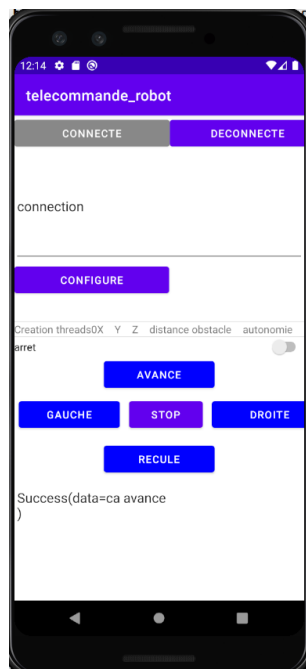 12:14
telecommande_robot
CONNECTE DECONNECTE
connection
CONFIGURE
Creation threads0X Y Z distance obstacle autonomie
arret
AVANCE
GAUCHE STOP DROITE
RECULE
Success(data=ca avance
)